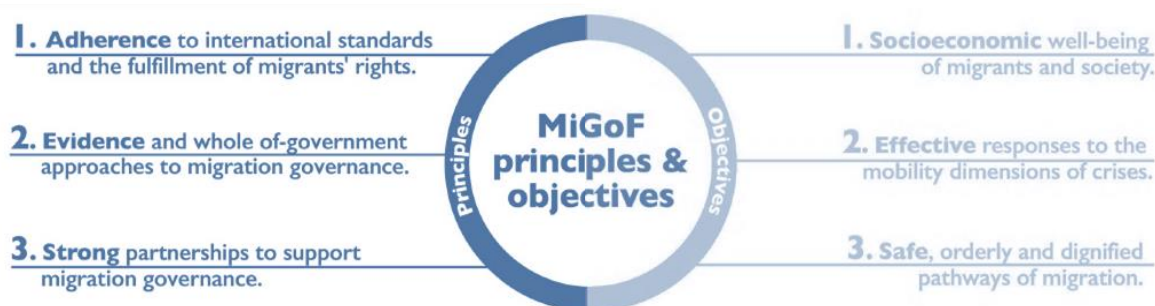 1. Adherence to international standards
and the fulfillment of migrants' rights.
2. Evidence and whole of-government
approaches to migration governance.
3. Strong partnerships to support
migration governance.
Principles
MiGoF
principles &
objectives
Objectives
1. Socioeconomic well-being
of migrants and society.
2. Effective responses to the
mobility dimensions of crises.
3. Safe, orderly and dignified
pathways of migration.